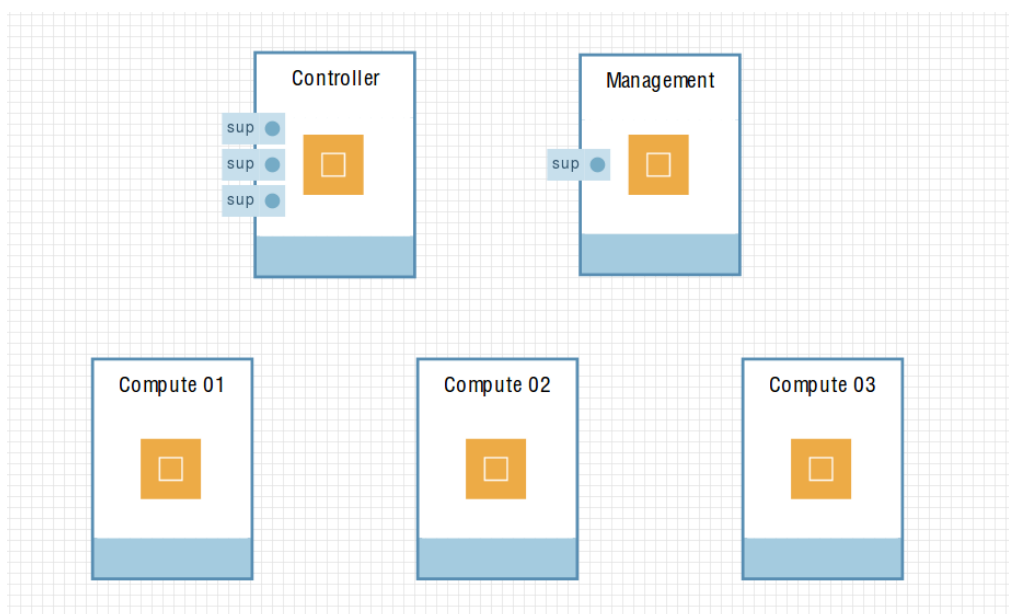 Controller
sup
sup
sup
Management
sup
Compute 01
Compute 02
Compute 03